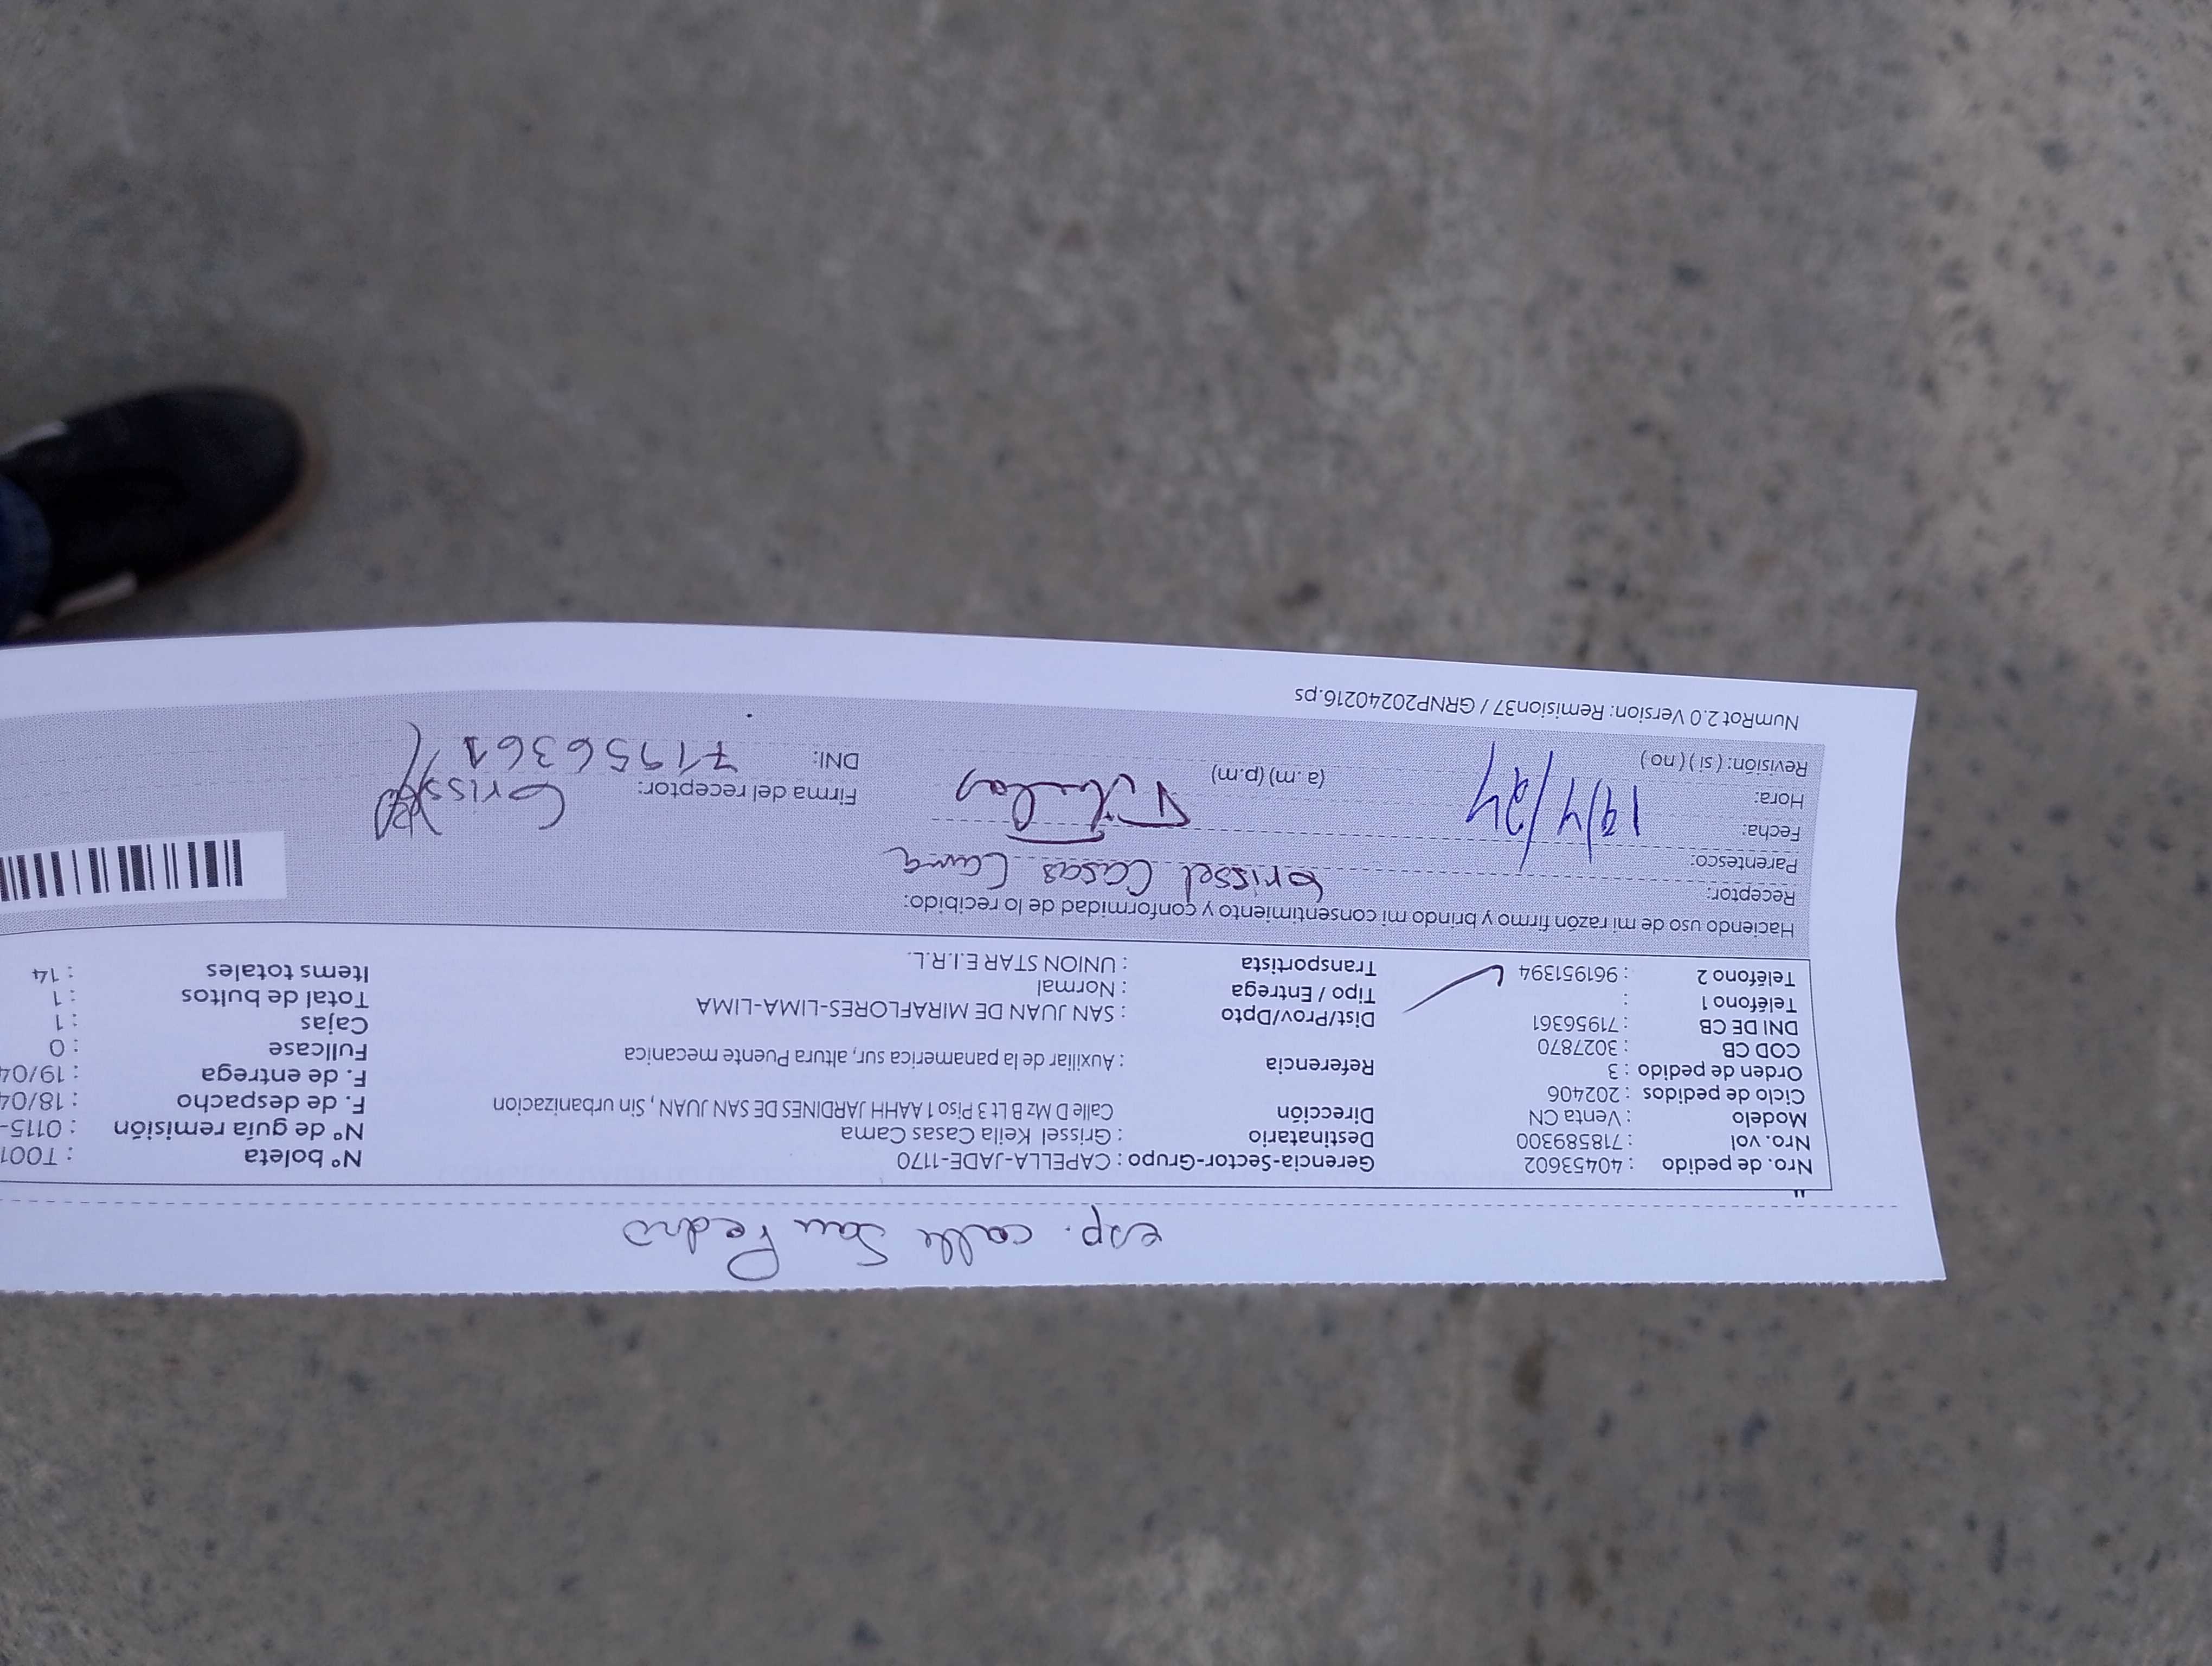 esp. calle San Pedro
Nro. de pedido : 40453602
Nro. vol : 718589300
Modelo : Venta CN
Ciclo de pedidos : 202406
Orden de pedido : 3
COD CB : 3027870
DNI DE CB : 71956361
Teléfono 1 :
Teléfono 2 : 961951394
Gerencia-Sector-Grupo : CAPELLA-JADE-1170
Destinatario : Grissel Keila Casas Cama
Dirección Calle D Mz B Lt 3 Piso 1 AAHH JARDINES DE SAN JUAN , Sin urbanizacion
Referencia : Auxiliar de la panamerica sur, altura Puente mecanica
Dist/Prov/Dpto : SAN JUAN DE MIRAFLORES-LIMA-LIMA
Tipo / Entrega : Normal
Transportista : UNION STAR E.I.R.L.
Nº boleta : T001
Nº de guía remisión : 0115-
F. de despacho : 18/04
F. de entrega : 19/04
Fullcase : 0
Cajas : 1
Total de bultos : 1
Items totales : 14
Haciendo uso de mi razón firmo y brindo mi consentimiento y conformidad de lo recibido:
Receptor: Grissel Casas Cama
Parentesco: Titular
Fecha: 19/4/24
Hora: (a. m) (p.m)
Revisión: ( si ) ( no )
Firma del receptor: Grissel
DNI: 71956361
NumRot 2.0 Version: Remision37 / GRNP20240216.ps